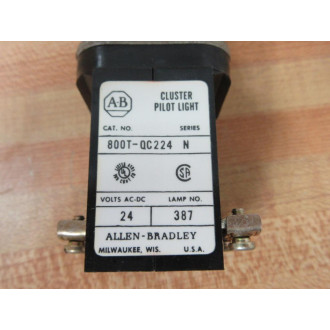 A-B
CLUSTER
PILOT LIGHT
CAT. NO. SERIES
800T-QC224 N
VOLTS AC-DC LAMP NO.
24 387
ALLEN-BRADLEY
MILWAUKEE, WIS. U.S.A.